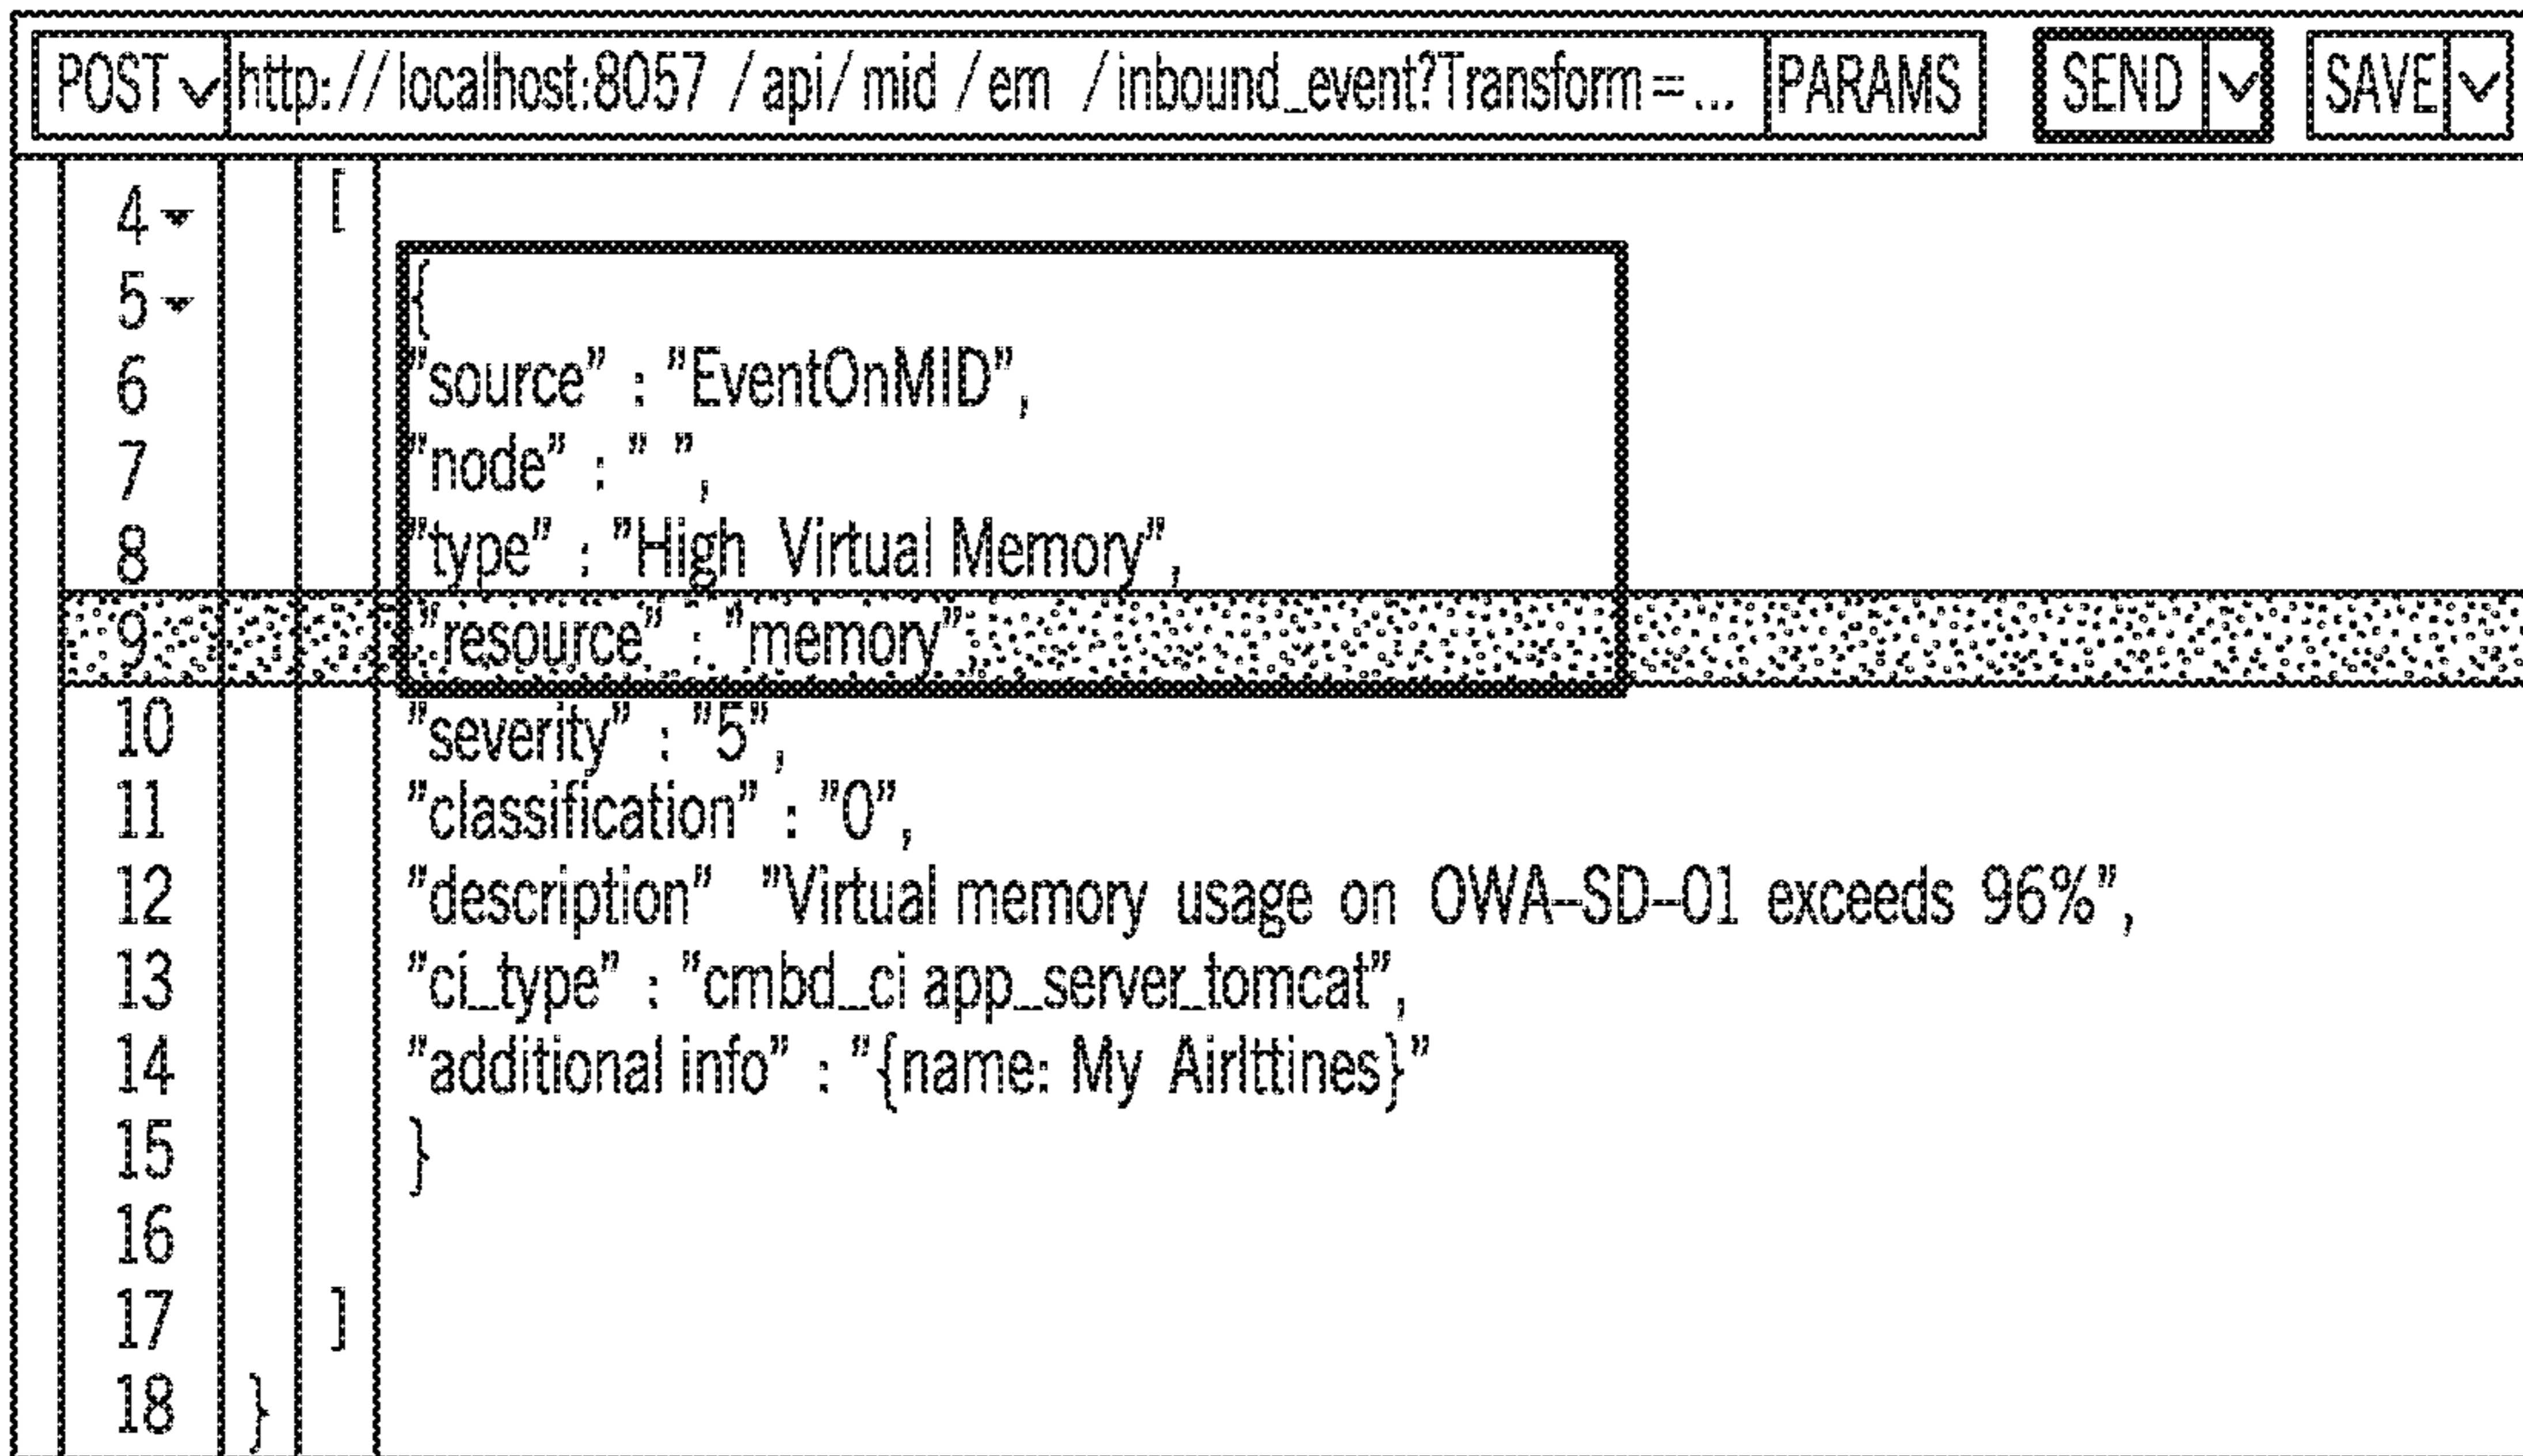 POST http://localhost:8057 /api/mid /em /inbound_event?Transform=... PARAMS SEND SAVE
4 [
5 {
6 "source" : "EventOnMID",
7 "node" : " ",
8 "type" : "High Virtual Memory",
9 "resource" : "memory",
10 "severity" : "5",
11 "classification" : "0",
12 "description" "Virtual memory usage on OWA-SD-01 exceeds 96%",
13 "ci_type" : "cmbd_ci app_server_tomcat",
14 "additional info" : "{name: My Airlttines}"
15 }
16
17 ]
18 }